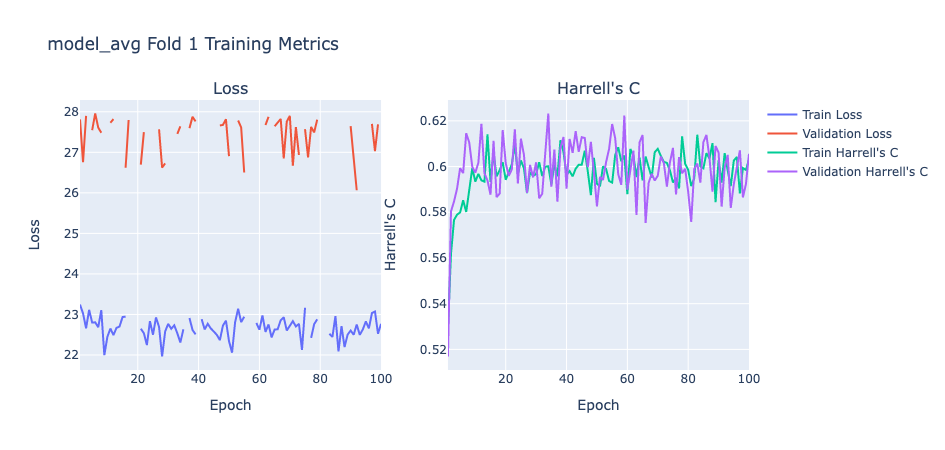 model_avg Fold 1 Training Metrics
Loss
Harrell's C
28
27
26
25
24
23
22
Loss
20
40
60
80
100
Epoch
0.62
0.6
0.58
0.56
0.54
0.52
Harrell's C
20
40
60
80
100
Epoch
Train Loss
Validation Loss
Train Harrell's C
Validation Harrell's C